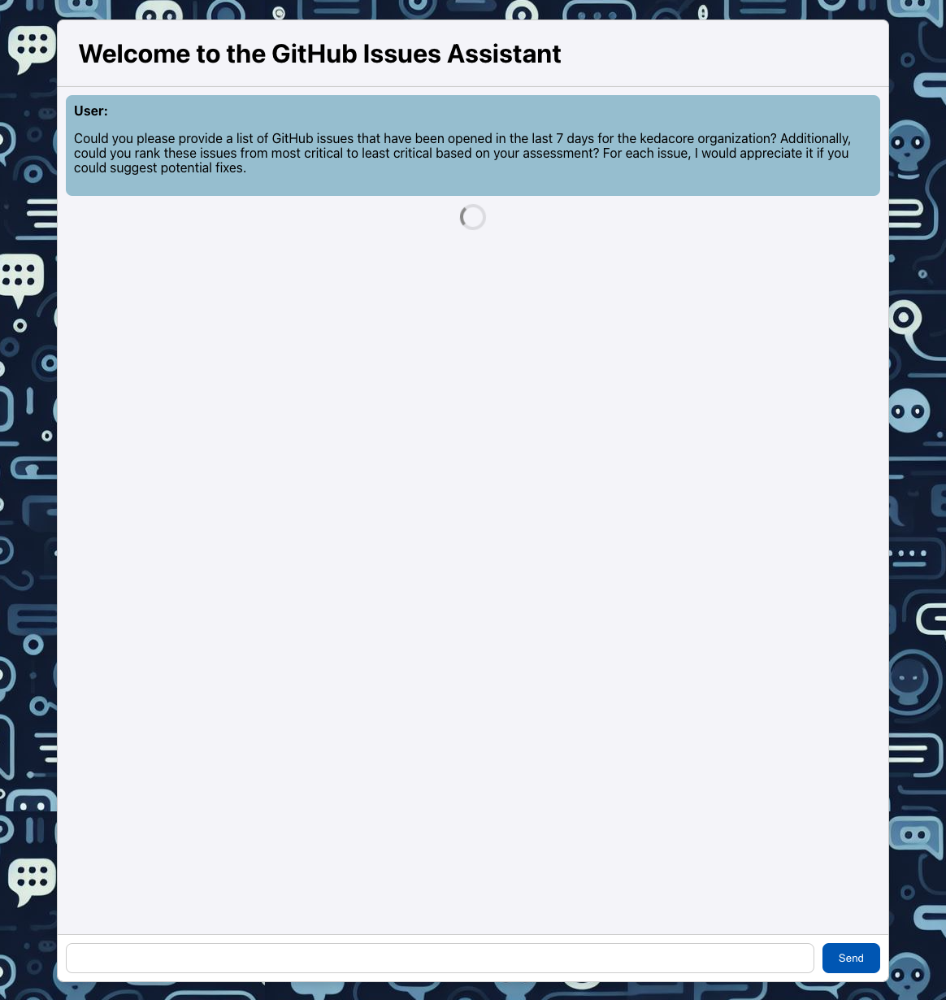 Welcome to the GitHub Issues Assistant
User:
Could you please provide a list of GitHub issues that have been opened in the last 7 days for the kedacore organization? Additionally,
could you rank these issues from most critical to least critical based on your assessment? For each issue, I would appreciate it if you
could suggest potential fixes.
Send